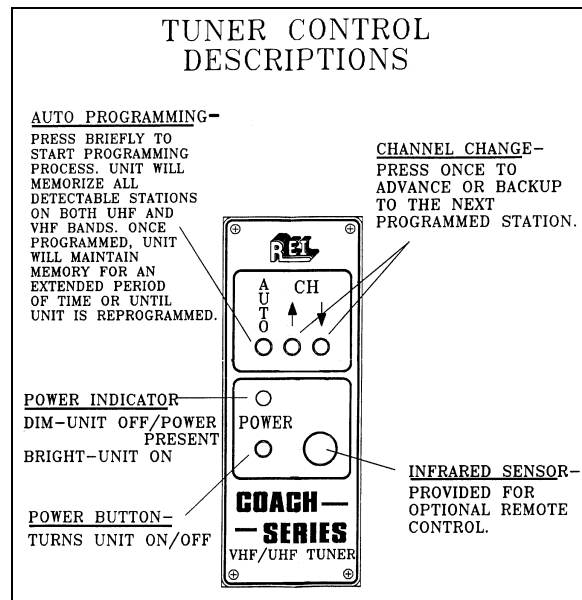 TUNER CONTROL
DESCRIPTIONS
AUTO PROGRAMMING-
PRESS BRIEFLY TO
START PROGRAMMING
PROCESS. UNIT WILL
MEMORIZE ALL
DETECTABLE STATIONS
ON BOTH UHF AND
VHF BANDS. ONCE
PROGRAMMED, UNIT
WILL MAINTAIN
MEMORY FOR AN
EXTENDED PERIOD
OF TIME OR UNTIL
UNIT IS REPROGRAMMED.
CHANNEL CHANGE-
PRESS ONCE TO
ADVANCE OR BACKUP
TO THE NEXT
PROGRAMMED STATION.
REI
AUTO
CH
POWER INDICATOR
DIM-UNIT OFF/POWER
PRESENT
BRIGHT-UNIT ON
POWER
POWER BUTTON-
TURNS UNIT ON/OFF
INFRARED SENSOR-
PROVIDED FOR
OPTIONAL REMOTE
CONTROL.
COACH-
-SERIES
VHF/UHF TUNER